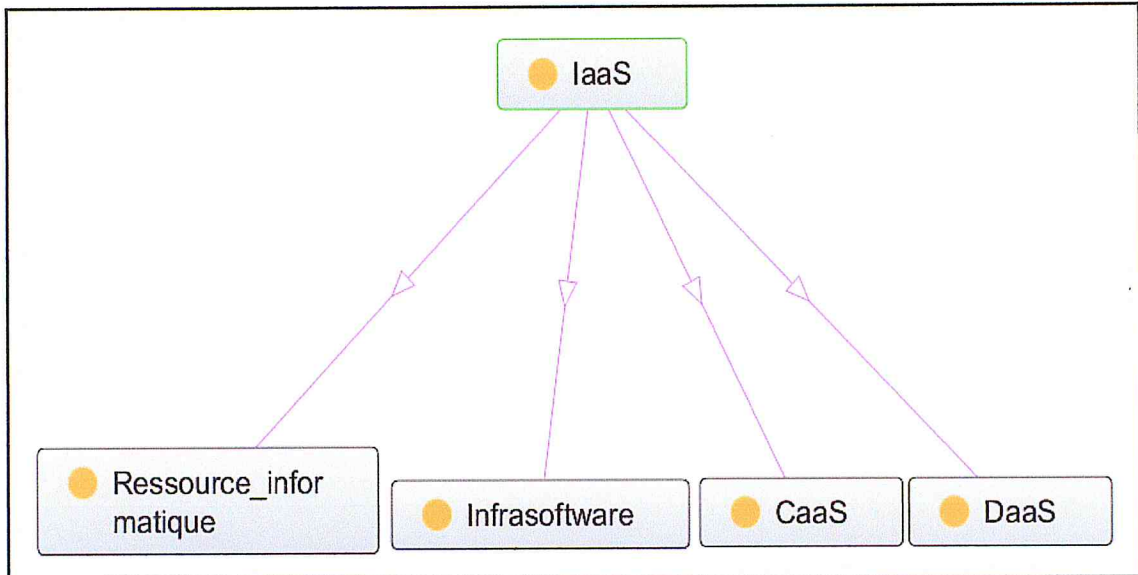 IaaS
Ressource_infor
matique
Infrasoftware
CaaS
DaaS